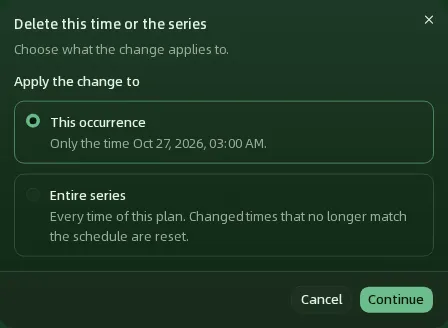 Delete this time or the series
Choose what the change applies to.
Apply the change to
This occurrence
Only the time Oct 27, 2026, 03:00 AM.
Entire series
Every time of this plan. Changed times that no longer match
the schedule are reset.
Cancel
Continue